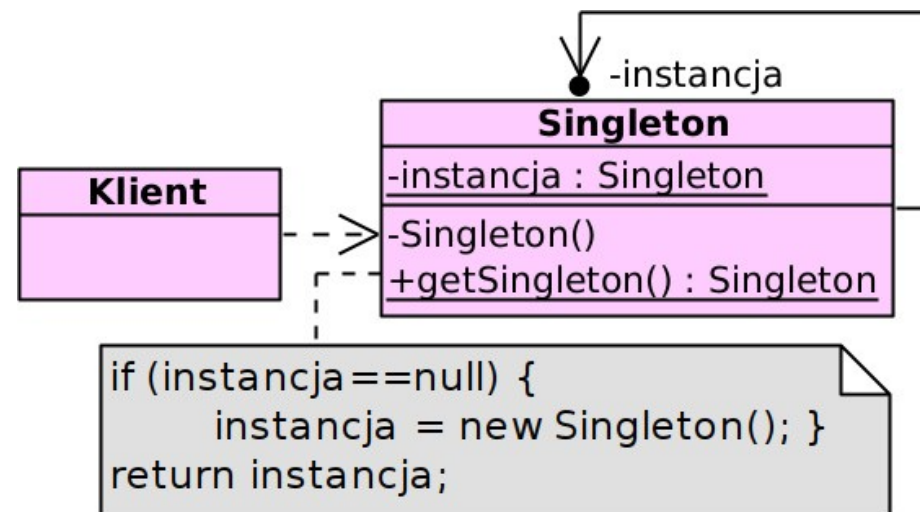 -instancja
Singleton
-instancja : Singleton
Klient
-Singleton()
+getSingleton() : Singleton
if (instancja==null) {
instancja = new Singleton(); }
return instancja;